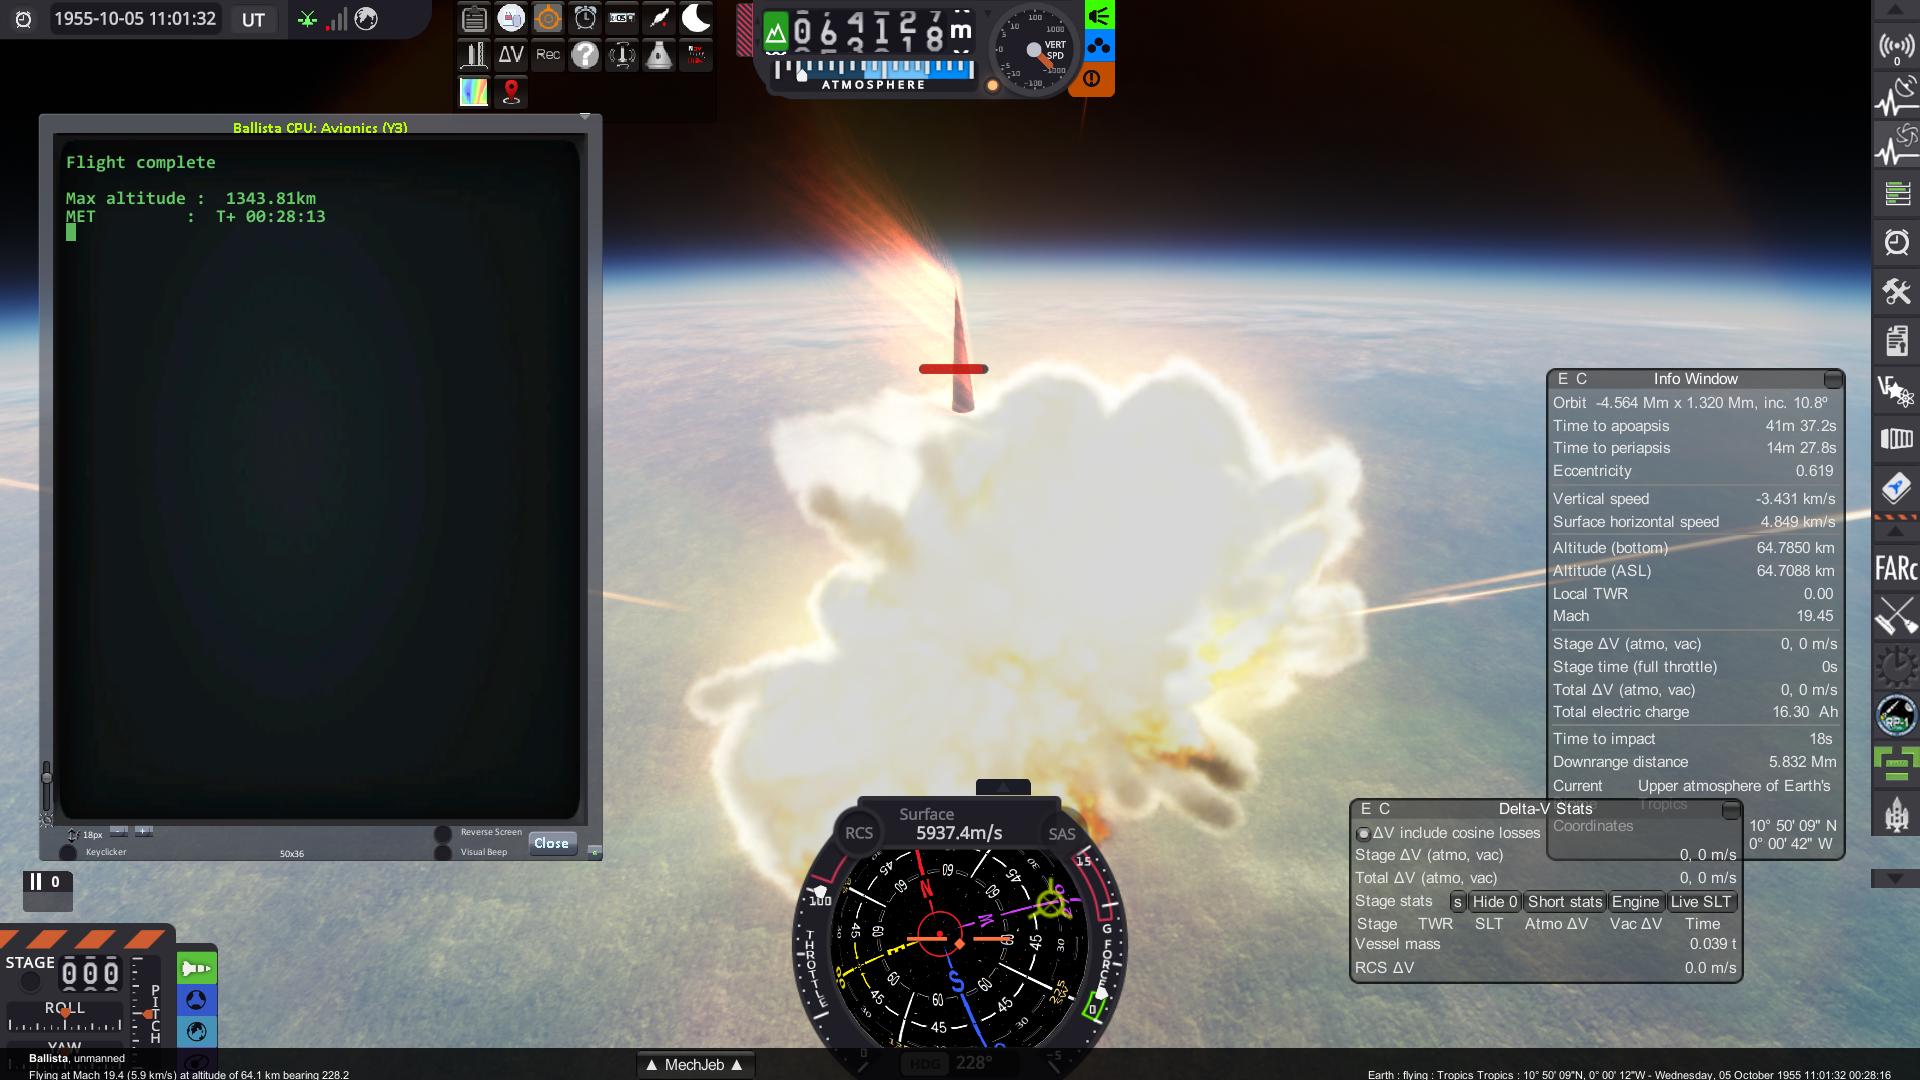 1955-10-05 11:01:32 UT
ΔV Rec
m
VERT SPD
ATMOSPHERE
0
Ballista CPU: Avionics (Y3)
Flight complete
Max altitude : 1343.81km
MET : T+ 00:28:13
18px
Keyclicker
50x36
Reverse Screen
Visual Beep
Close
0
E C Info Window
Orbit -4.564 Mm x 1.320 Mm, inc. 10.8º
Time to apoapsis 41m 37.2s
Time to periapsis 14m 27.8s
Eccentricity 0.619
Vertical speed -3.431 km/s
Surface horizontal speed 4.849 km/s
Altitude (bottom) 64.7850 km
Altitude (ASL) 64.7088 km
Local TWR 0.00
Mach 19.45
Stage ΔV (atmo, vac) 0, 0 m/s
Stage time (full throttle) 0s
Total ΔV (atmo, vac) 0, 0 m/s
Total electric charge 16.30 Ah
Time to impact 18s
Downrange distance 5.832 Mm
Current Upper atmosphere of Earth's
Tropics
Coordinates 10° 50' 09" N
0° 00' 42" W
E C Delta-V Stats
ΔV include cosine losses
Stage ΔV (atmo, vac) 0, 0 m/s
Total ΔV (atmo, vac) 0, 0 m/s
Stage stats s Hide 0 Short stats Engine Live SLT
Stage TWR SLT Atmo ΔV Vac ΔV Time
Vessel mass 0.039 t
RCS ΔV 0.0 m/s
FARc
RP-1
Surface
RCS 5937.4m/s SAS
THROTTLE
G FORCE
100
15
0
-5
N
W
S
E
HDG 228°
STAGE 000
ROLL
PITCH
YAW
▲ MechJeb ▲
Ballista, unmanned
Flying at Mach 19.4 (5.9 km/s) at altitude of 64.1 km bearing 228.2
Earth : flying : Tropics Tropics : 10° 50' 09"N, 0° 00' 12"W - Wednesday, 05 October 1955 11:01:32 00:28:16